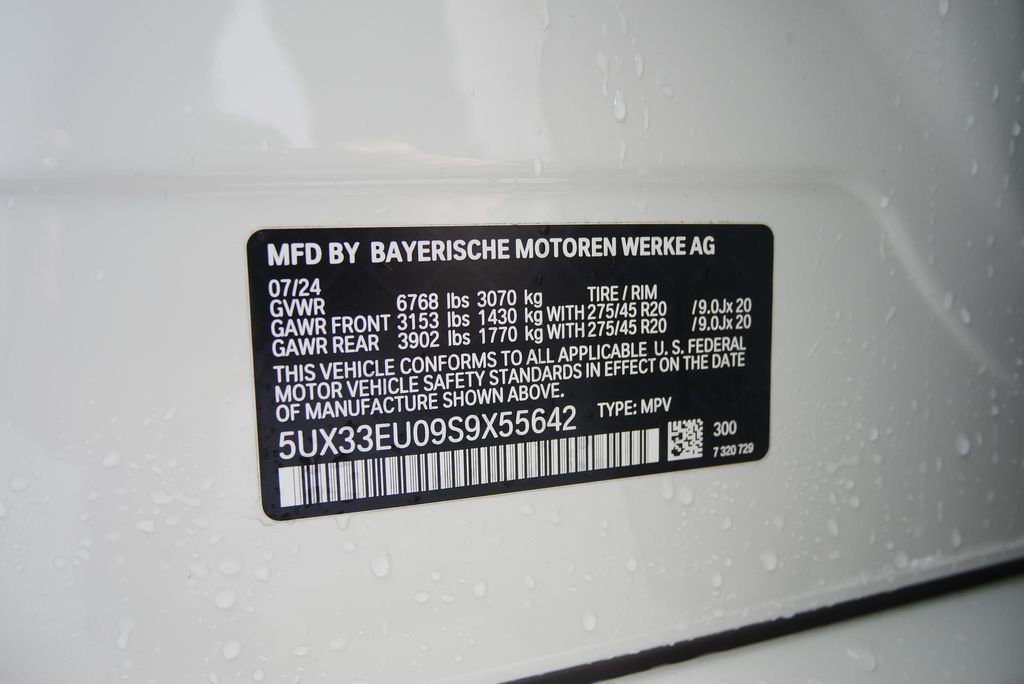 MFD BY BAYERISCHE MOTOREN WERKE AG
07/24 TIRE / RIM
GVWR 6768 lbs 3070 kg
GAWR FRONT 3153 lbs 1430 kg WITH 275/45 R20 / 9.0Jx 20
GAWR REAR 3902 lbs 1770 kg WITH 275/45 R20 / 9.0Jx 20
THIS VEHICLE CONFORMS TO ALL APPLICABLE U. S. FEDERAL
MOTOR VEHICLE SAFETY STANDARDS IN EFFECT ON THE DATE
OF MANUFACTURE SHOWN ABOVE.
5UX33EU09S9X55642 TYPE: MPV
300
7 320 729